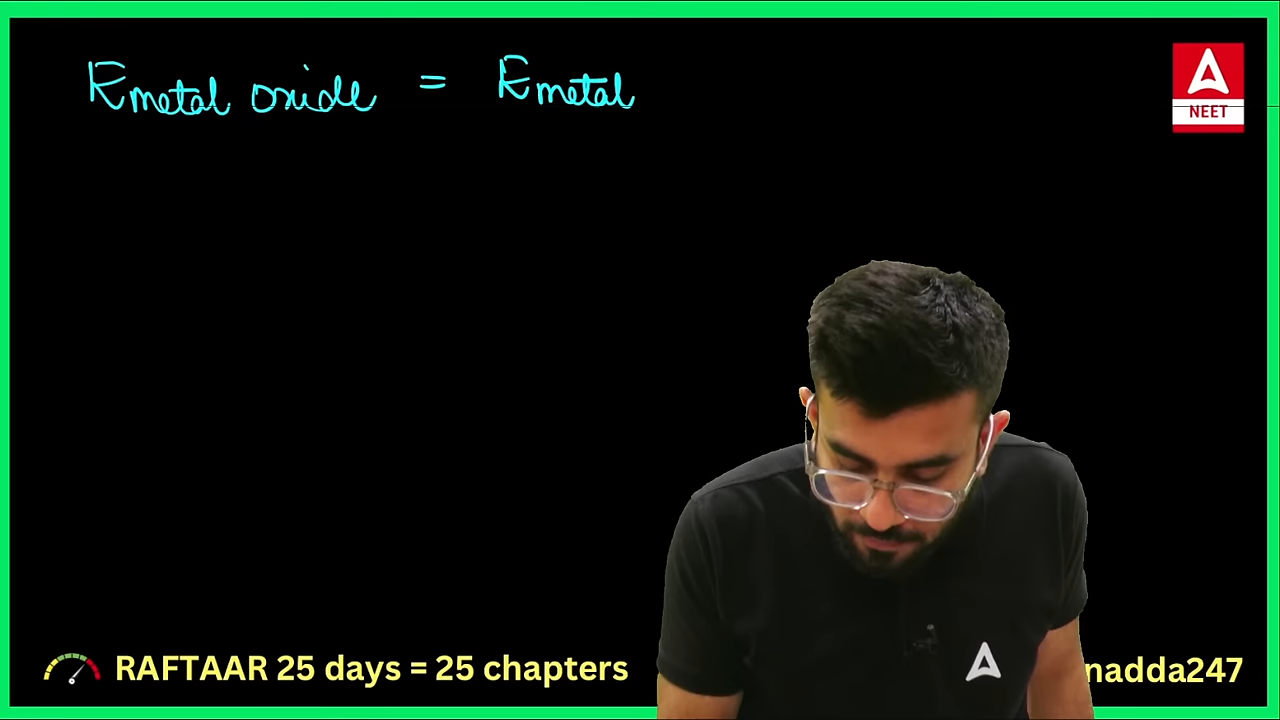 Emetal oxide = Emetal
NEET
RAFTAAR 25 days = 25 chapters
nadda247